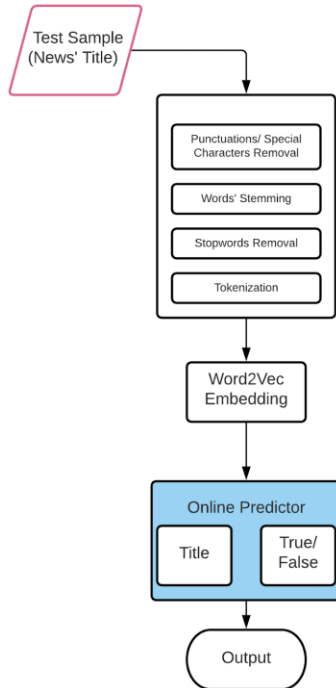 Test Sample
(News' Title)
Punctuations/ Special
Characters Removal
Words' Stemming
Stopwords Removal
Tokenization
Word2Vec
Embedding
Online Predictor
Title
True/
False
Output